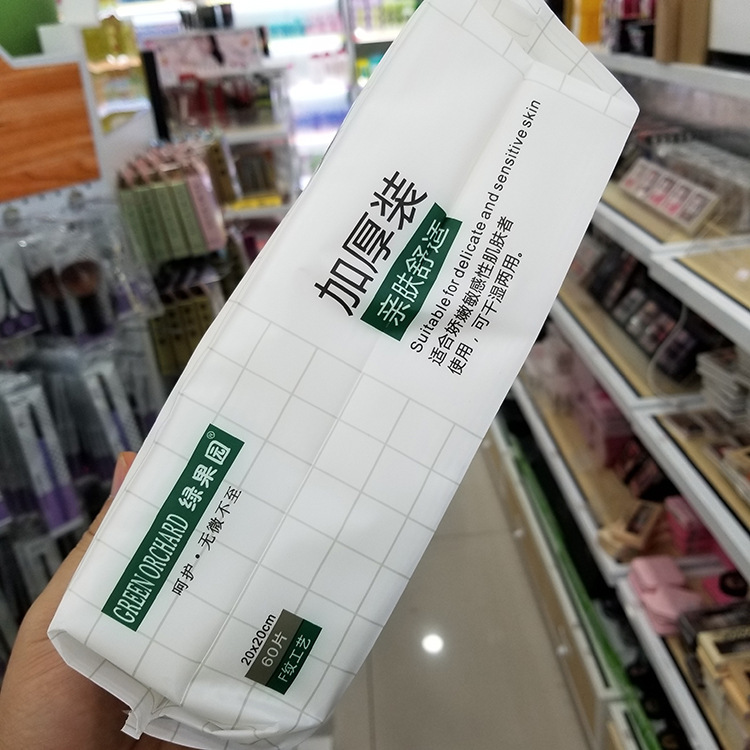 加厚装
亲肤舒适
Suitable for delicate and sensitive skin
适合娇嫩敏感性肌肤者
使用，可干湿两用。
GREEN ORCHARD 绿果园®
呵护·无微不至
20x20cm
60片
F纹工艺